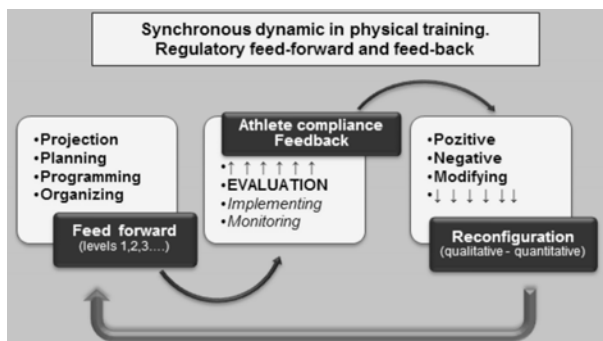 Synchronous dynamic in physical training.
Regulatory feed-forward and feed-back
•Projection
•Planning
•Programming
•Organizing
Feed forward
(levels 1,2,3....)
Athlete compliance
Feedback
•↑ ↑ ↑ ↑ ↑ ↑
•EVALUATION
•Implementing
•Monitoring
•Pozitive
•Negative
•Modifying
•↓ ↓ ↓ ↓ ↓ ↓
Reconfiguration
(qualitative - quantitative)